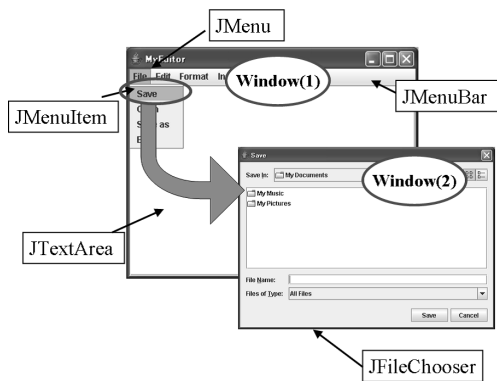 JMenu
MyEditor
File Edit Format
Window(1)
JMenuBar
Save
JMenuItem
as
Save
Save In: My Documents
Window(2)
My Music
My Pictures
JTextArea
File Name:
Files of Type: All Files
Save Cancel
JFileChooser